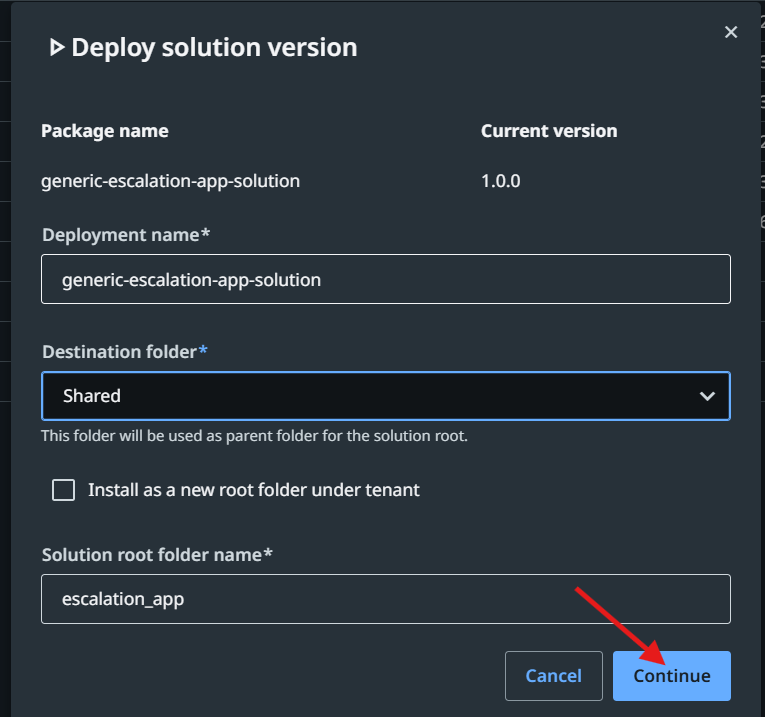 Deploy solution version
Package name
Current version
generic-escalation-app-solution
1.0.0
Deployment name*
generic-escalation-app-solution
Destination folder*
Shared
This folder will be used as parent folder for the solution root.
Install as a new root folder under tenant
Solution root folder name*
escalation_app
Cancel
Continue